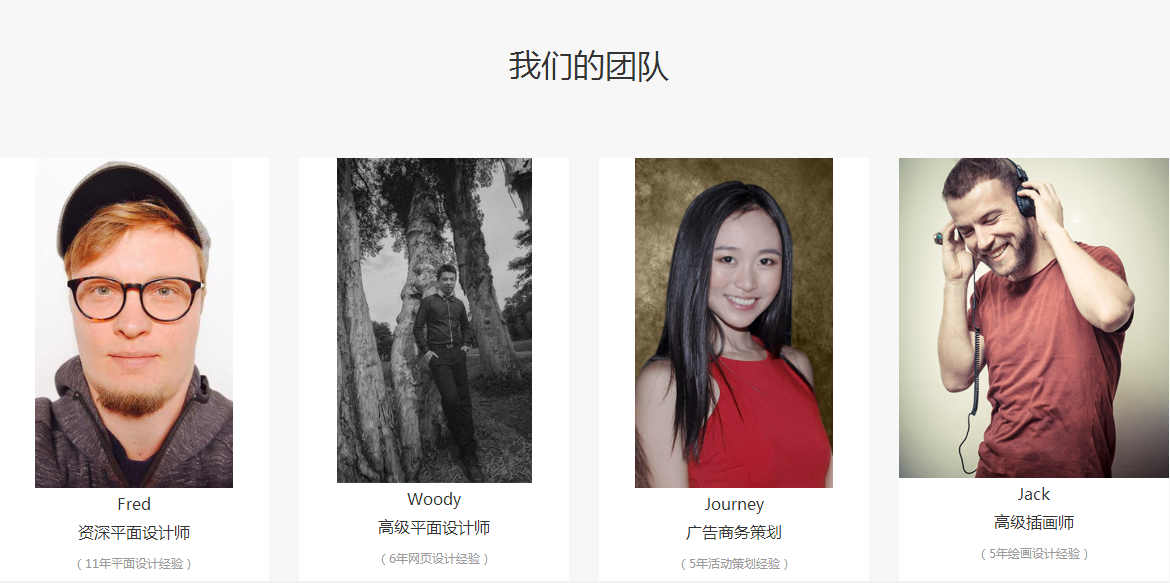 我们的团队
Fred
资深平面设计师
（11年平面设计经验）
Woody
高级平面设计师
（6年网页设计经验）
Journey
广告商务策划
（5年活动策划经验）
Jack
高级插画师
（5年绘画设计经验）